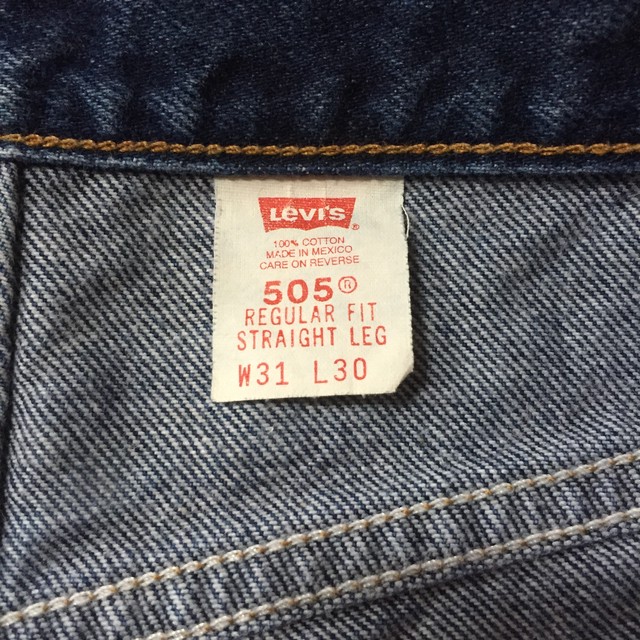 Levi's®
100% COTTON
MADE IN MEXICO
CARE ON REVERSE
505®
REGULAR FIT
STRAIGHT LEG
W31 L30